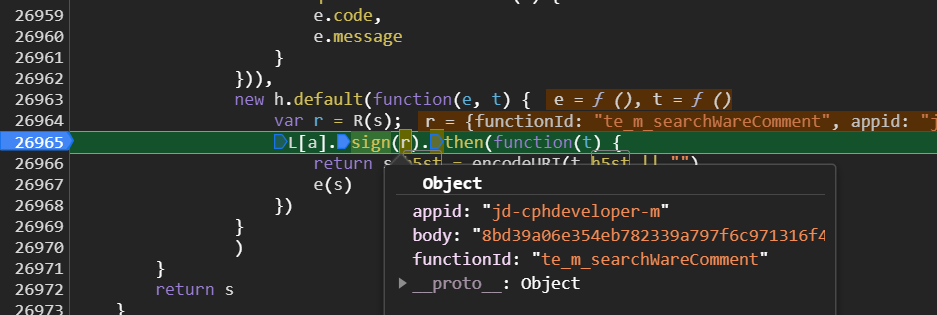 26959 e.code,
26960 e.message
26961 }
26962 })),
26963 new h.default(function(e, t) { e = ƒ (), t = ƒ ()
26964 var r = R(s); r = {functionId: "te_m_searchWareComment", appid: "j
26965 L[a].sign(r).then(function(t) {
26966 return s.h5st = encodeURI(t.h5st || "")
26967 e(s)
26968 })
26969 }
26970 )
26971 }
26972 return s
26973 }
Object
appid: "jd-cphdeveloper-m"
body: "8bd39a06e354eb782339a797f6c971316f4
functionId: "te_m_searchWareComment"
▶ __proto__: Object